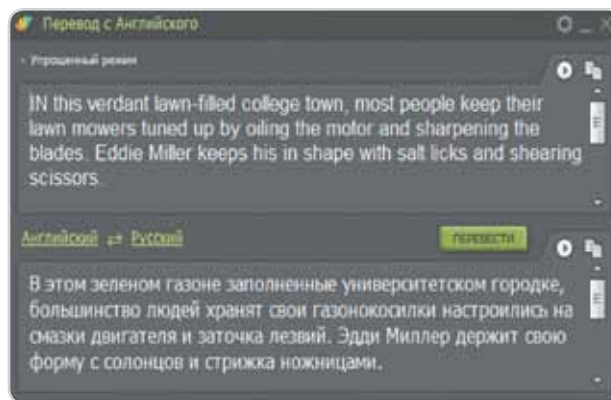 Перевод с Английского
Упрощенный режим
IN this verdant lawn-filled college town, most people keep their
lawn mowers tuned up by oiling the motor and sharpening the
blades. Eddie Miller keeps his in shape with salt licks and shearing
scissors.
Английский ⇄ Русский ПЕРЕВЕСТИ
В этом зеленом газоне заполненные университетском городке,
большинство людей хранят свои газонокосилки настроились на
смазки двигателя и заточка лезвий. Эдди Миллер держит свою
форму с солонцов и стрижка ножницами.